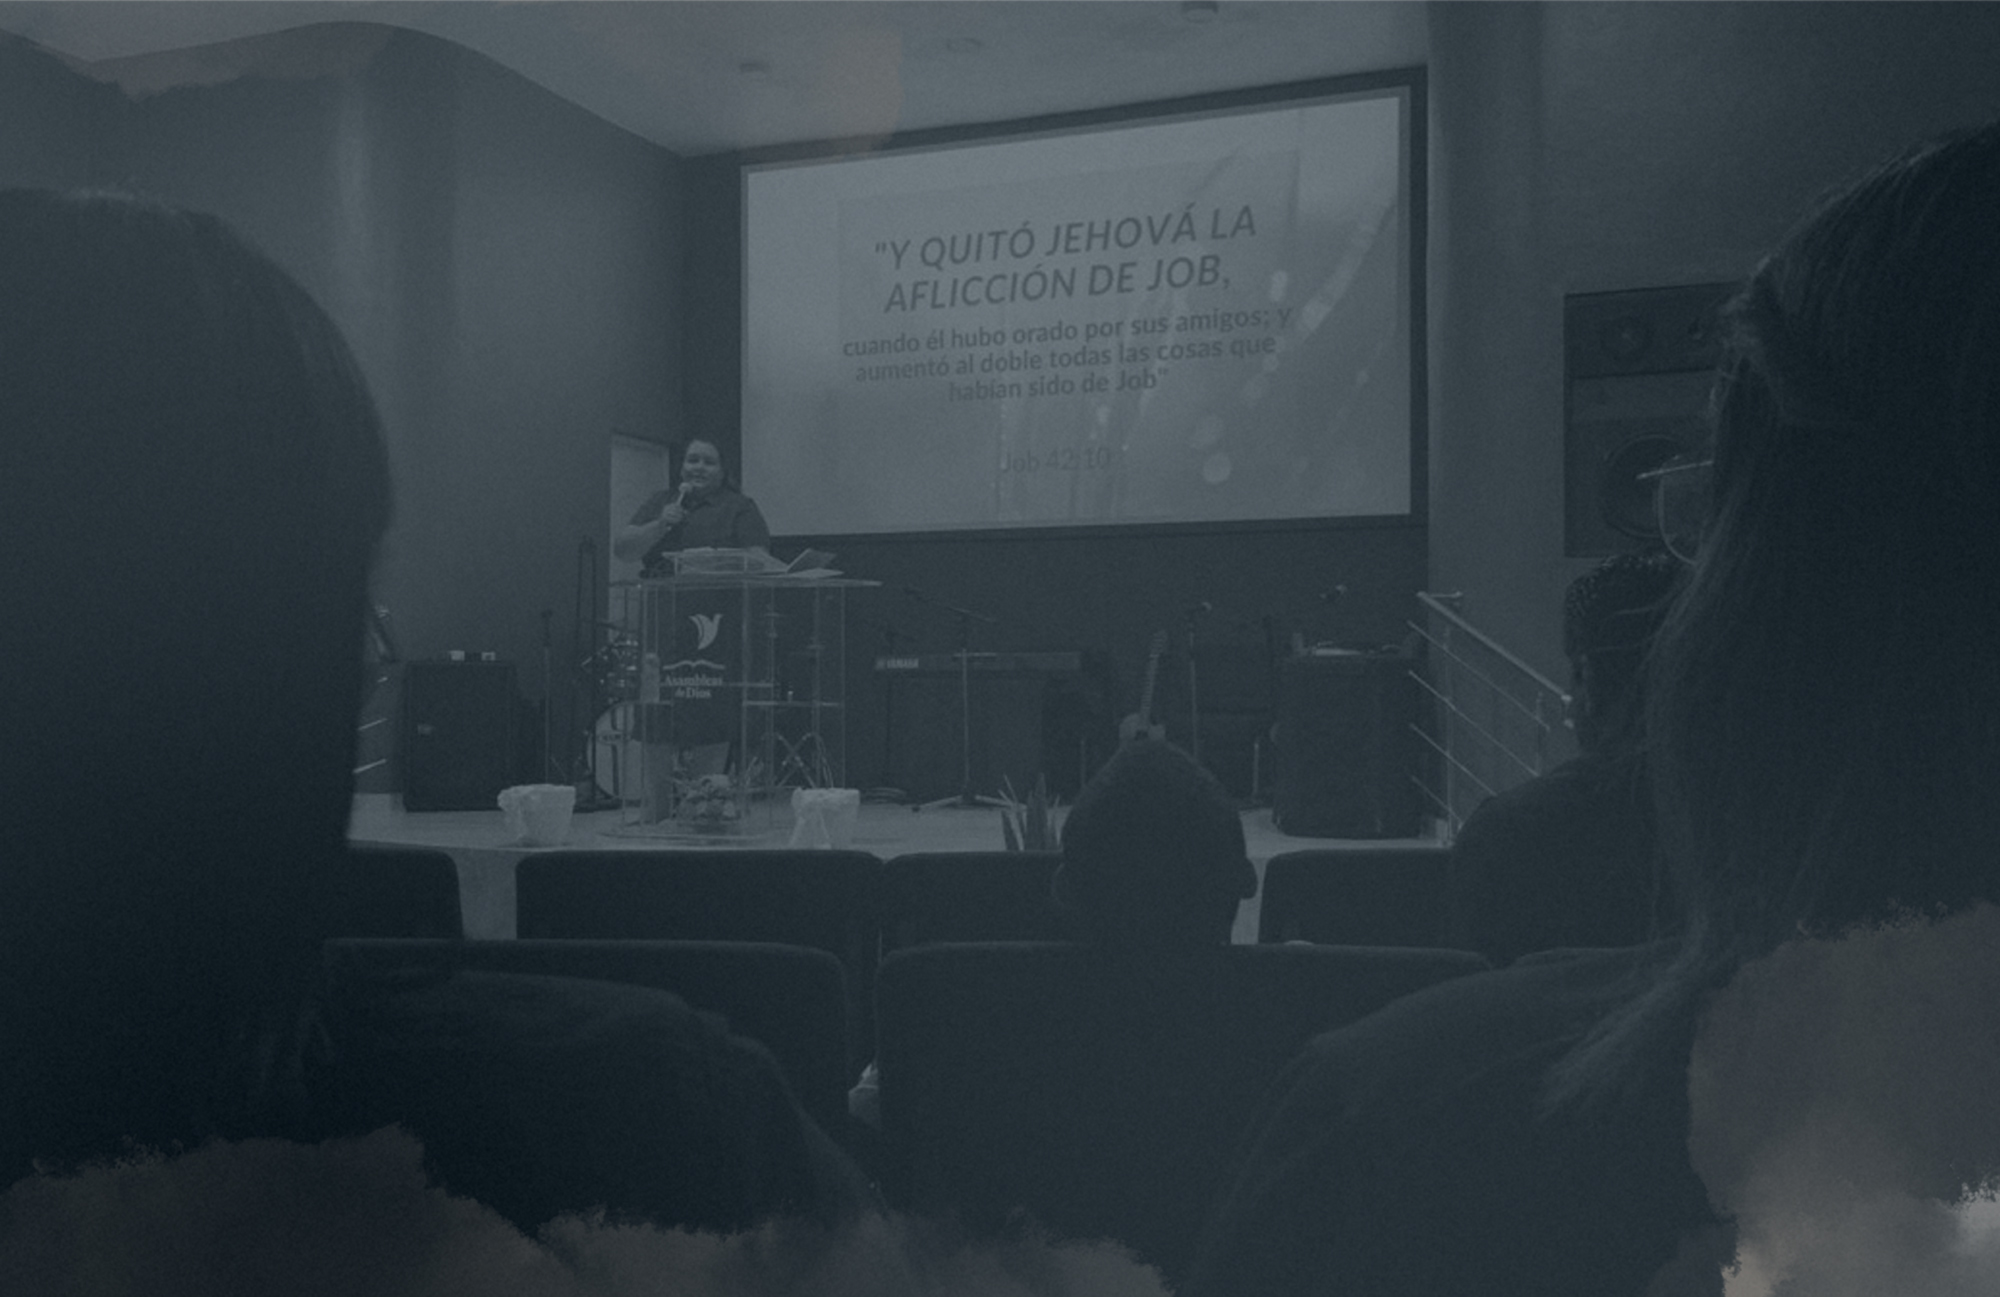 "Y QUITÓ JEHOVÁ LA
AFLICCIÓN DE JOB,
cuando él hubo orado por sus amigos; y
aumentó al doble todas las cosas que
habían sido de Job"
Job 42:10
YAMAHA
Asambleas
de Dios